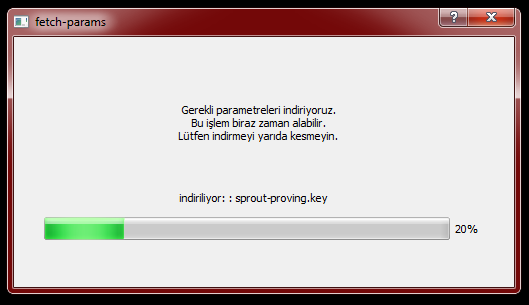 fetch-params
Gerekli parametreleri indiriyoruz.
Bu işlem biraz zaman alabilir.
Lütfen indirmeyi yarıda kesmeyin.
indiriliyor: : sprout-proving.key
20%